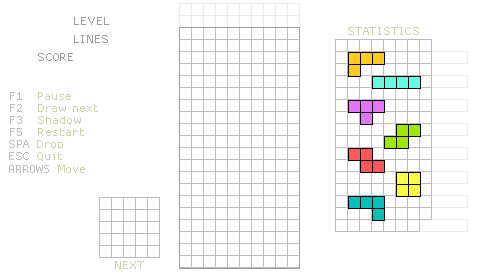 LEVEL
LINES
SCORE
F1 Pause
F2 Draw next
F3 Shadow
F5 Restart
SPA Drop
ESC Quit
ARROWS Move
NEXT
STATISTICS